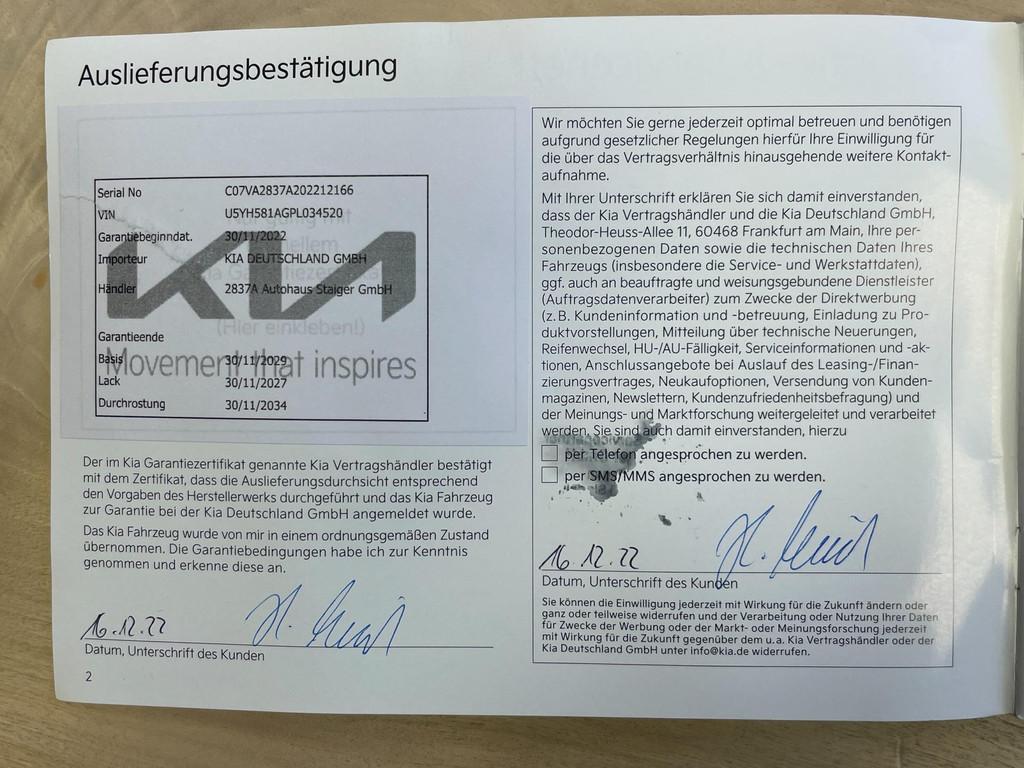 Auslieferungsbestätigung
Serial No C07VA2837A202212166
VIN U5YH581AGPL034520
Garantiebeginndat. 30/11/2022
Importeur KIA DEUTSCHLAND GMBH
Händler 2837A Autohaus Staiger GmbH
KIA
(Hier einkleben!)
Garantieende
Basis 30/11/2029
Movement that inspires
Lack 30/11/2027
Durchrostung 30/11/2034
Der im Kia Garantiezertifikat genannte Kia Vertragshändler bestätigt
mit dem Zertifikat, dass die Auslieferungsdurchsicht entsprechend
den Vorgaben des Herstellerwerks durchgeführt und das Kia Fahrzeug
zur Garantie bei der Kia Deutschland GmbH angemeldet wurde.
Das Kia Fahrzeug wurde von mir in einem ordnungsgemäßen Zustand
übernommen. Die Garantiebedingungen habe ich zur Kenntnis
genommen und erkenne diese an.
16.12.22
Datum, Unterschrift des Kunden
2
Wir möchten Sie gerne jederzeit optimal betreuen und benötigen
aufgrund gesetzlicher Regelungen hierfür Ihre Einwilligung für
die über das Vertragsverhältnis hinausgehende weitere Kontakt-
aufnahme.
Mit Ihrer Unterschrift erklären Sie sich damit einverstanden,
dass der Kia Vertragshändler und die Kia Deutschland GmbH,
Theodor-Heuss-Allee 11, 60468 Frankfurt am Main, Ihre per-
sonenbezogenen Daten sowie die technischen Daten Ihres
Fahrzeugs (insbesondere die Service- und Werkstattdaten),
ggf. auch an beauftragte und weisungsgebundene Dienstleister
(Auftragsdatenverarbeiter) zum Zwecke der Direktwerbung
(z.B. Kundeninformation und -betreuung, Einladung zu Pro-
duktvorstellungen, Mitteilung über technische Neuerungen,
Reifenwechsel, HU-/AU-Fälligkeit, Serviceinformationen und -ak-
tionen, Anschlussangebote bei Auslauf des Leasing-/Finan-
zierungsvertrages, Neukaufoptionen, Versendung von Kunden-
magazinen, Newslettern, Kundenzufriedenheitsbefragung) und
der Meinungs- und Marktforschung weitergeleitet und verarbeitet
werden. Sie sind auch damit einverstanden, hierzu
per Telefon angesprochen zu werden.
per SMS/MMS angesprochen zu werden.
16.12.22
Datum, Unterschrift des Kunden
Sie können die Einwilligung jederzeit mit Wirkung für die Zukunft ändern oder
ganz oder teilweise widerrufen und der Verarbeitung oder Nutzung Ihrer Daten
für Zwecke der Werbung oder der Markt- oder Meinungsforschung jederzeit
mit Wirkung für die Zukunft gegenüber dem u. a. Kia Vertragshändler oder der
Kia Deutschland GmbH unter info@kia.de widerrufen.